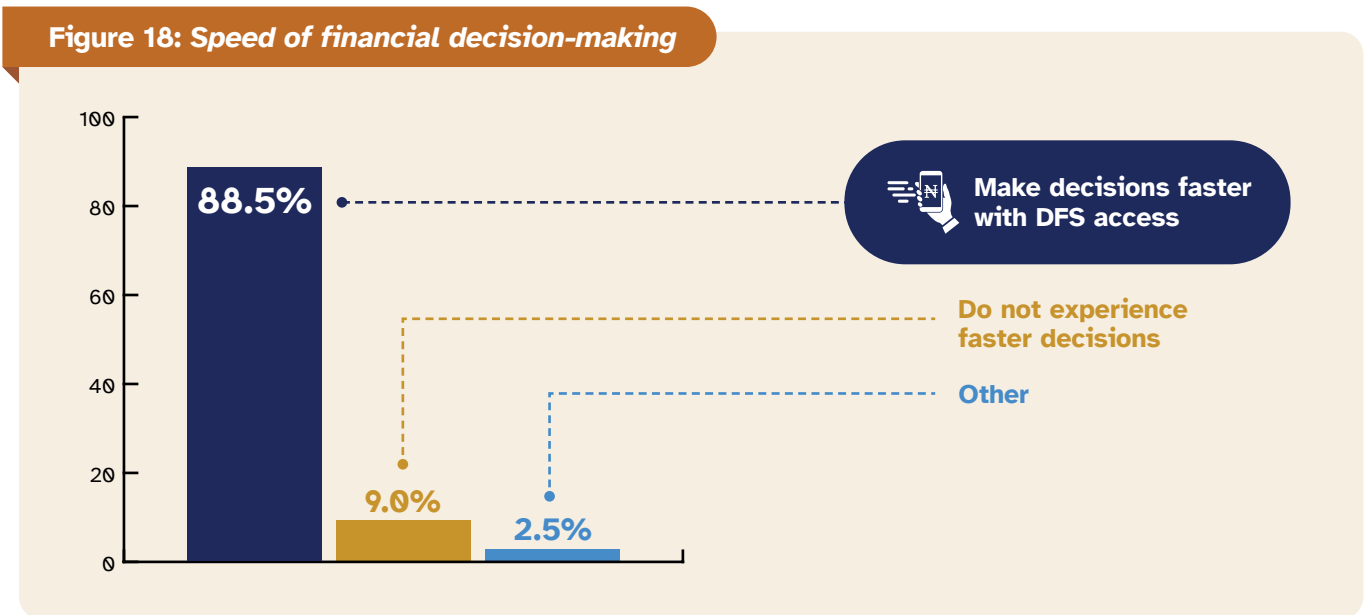 Figure 18: Speed of financial decision-making
100
80
60
40
20
0
88.5%
9.0%
2.5%
₦
Make decisions faster
with DFS access
Do not experience
faster decisions
Other